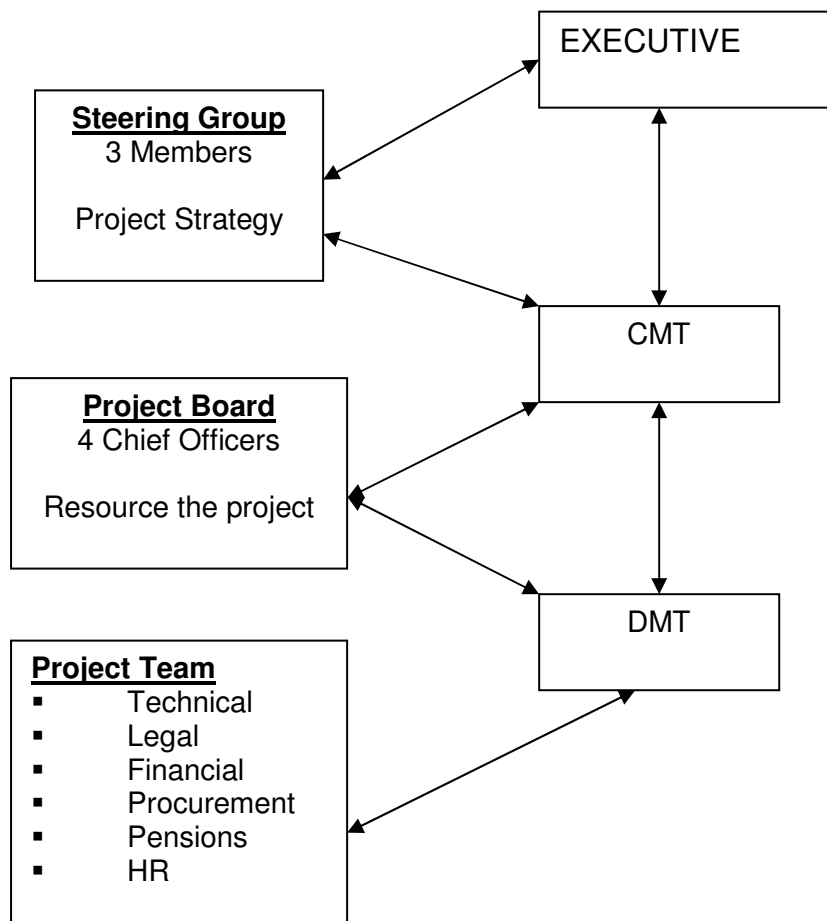 EXECUTIVE
Steering Group
3 Members
Project Strategy
CMT
Project Board
4 Chief Officers
Resource the project
DMT
Project Team
▪ Technical
▪ Legal
▪ Financial
▪ Procurement
▪ Pensions
▪ HR